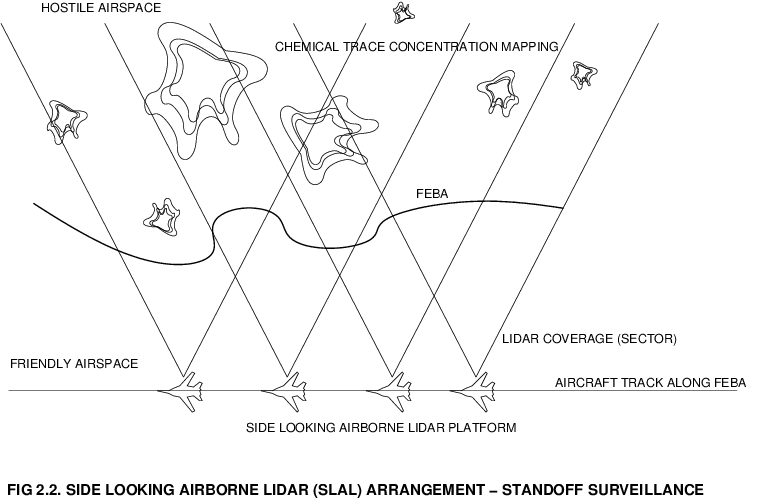 HOSTILE AIRSPACE
CHEMICAL TRACE CONCENTRATION MAPPING
FEBA
LIDAR COVERAGE (SECTOR)
FRIENDLY AIRSPACE
AIRCRAFT TRACK ALONG FEBA
SIDE LOOKING AIRBORNE LIDAR PLATFORM
FIG 2.2. SIDE LOOKING AIRBORNE LIDAR (SLAL) ARRANGEMENT – STANDOFF SURVEILLANCE